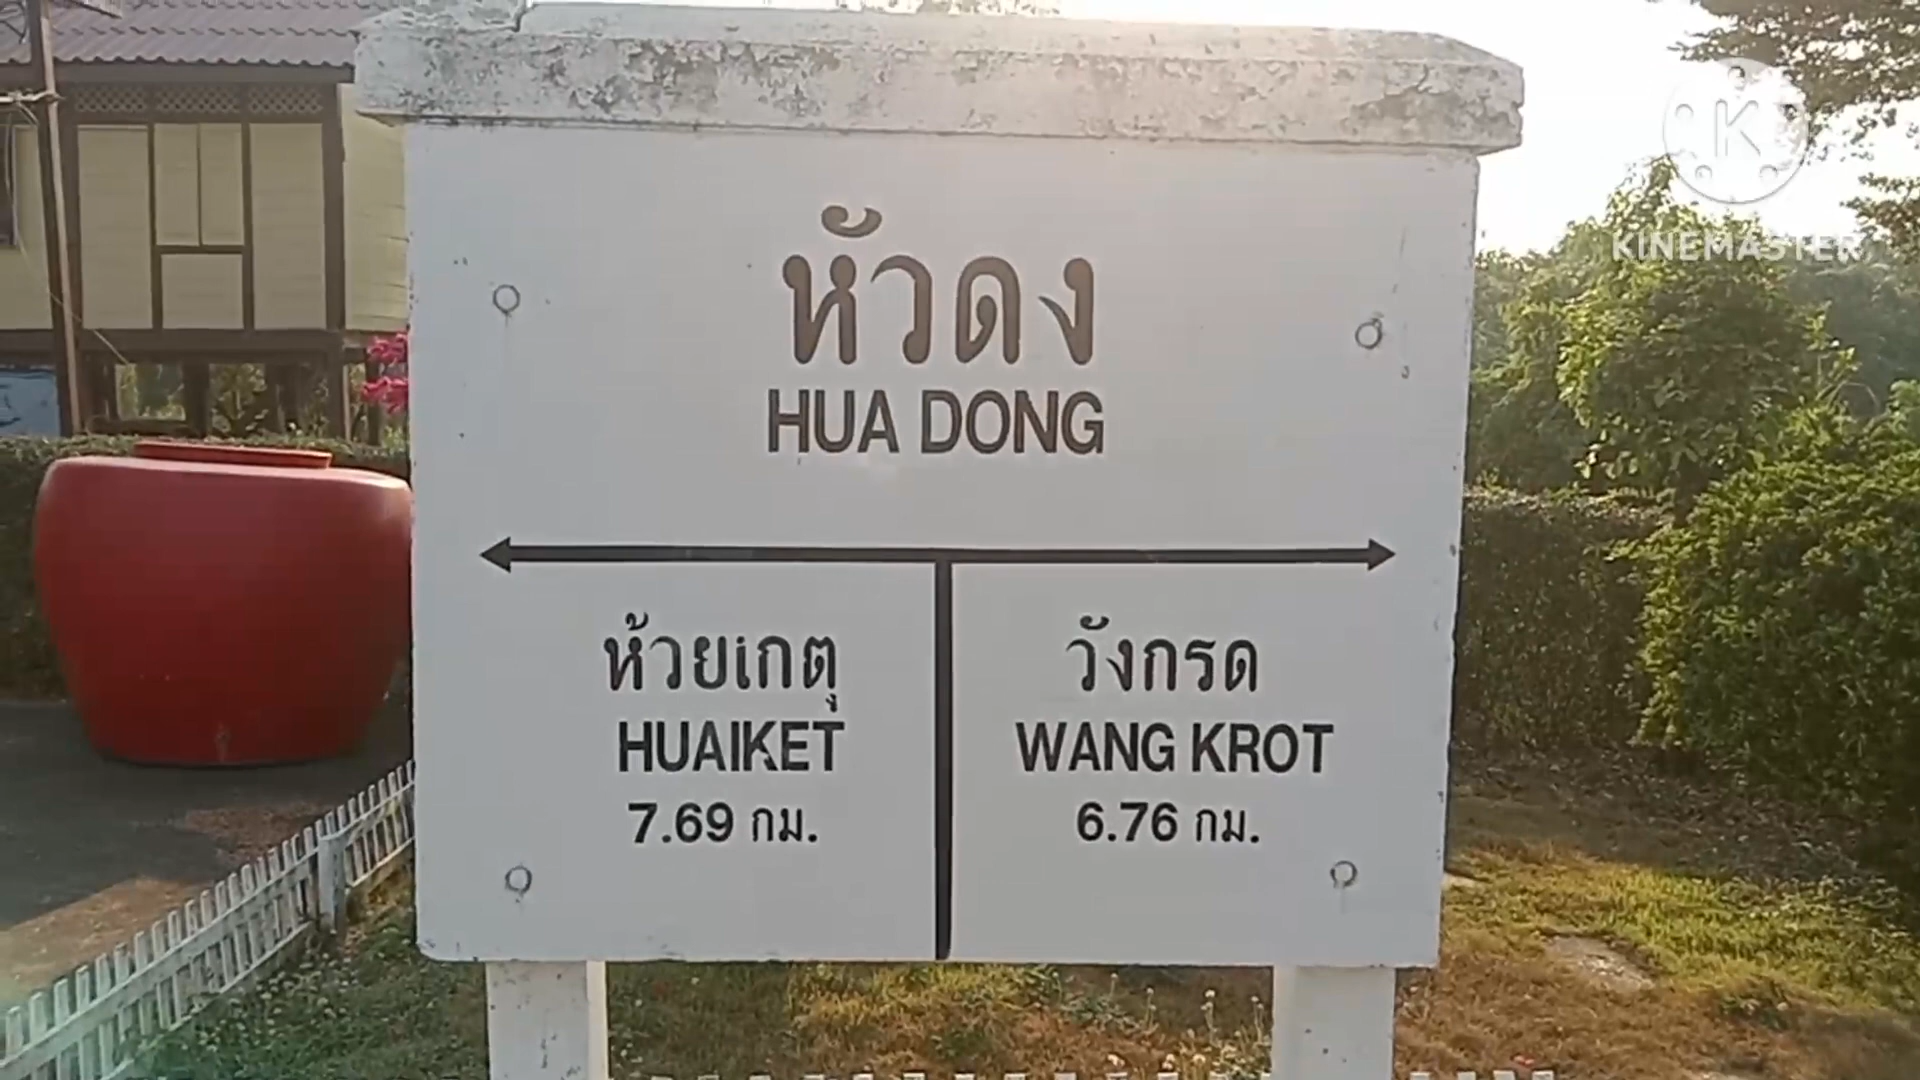 หัวดง
HUA DONG
ห้วยเกตุ
HUAIKET
7.69 กม.
วังกรด
WANG KROT
6.76 กม.
K
KINEMASTER